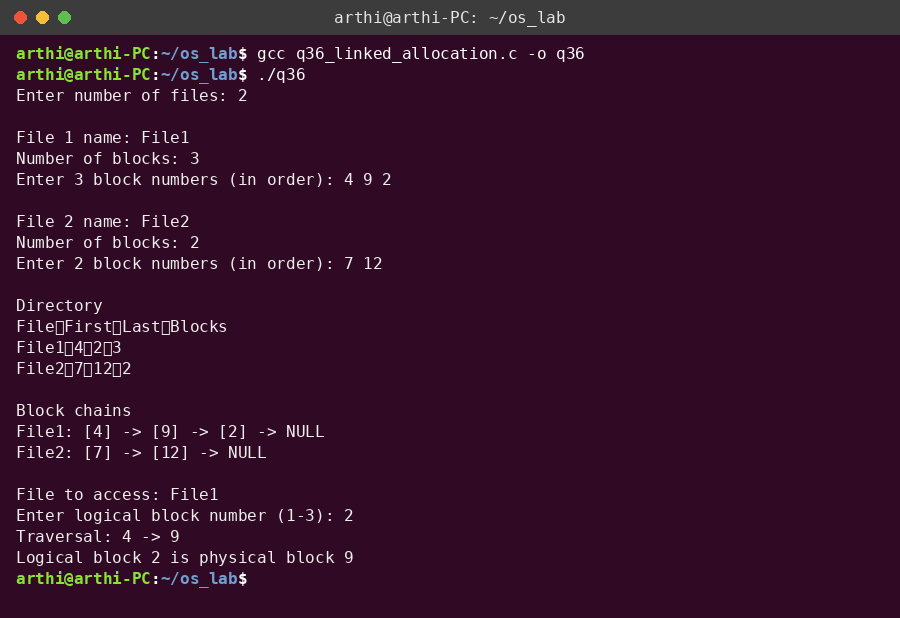 arthi@arthi-PC: ~/os_lab
arthi@arthi-PC:~/os_lab$ gcc q36_linked_allocation.c -o q36
arthi@arthi-PC:~/os_lab$ ./q36
Enter number of files: 2
File 1 name: File1
Number of blocks: 3
Enter 3 block numbers (in order): 4 9 2
File 2 name: File2
Number of blocks: 2
Enter 2 block numbers (in order): 7 12
Directory
File▯First▯Last▯Blocks
File1▯4▯2▯3
File2▯7▯12▯2
Block chains
File1: [4] -> [9] -> [2] -> NULL
File2: [7] -> [12] -> NULL
File to access: File1
Enter logical block number (1-3): 2
Traversal: 4 -> 9
Logical block 2 is physical block 9
arthi@arthi-PC:~/os_lab$